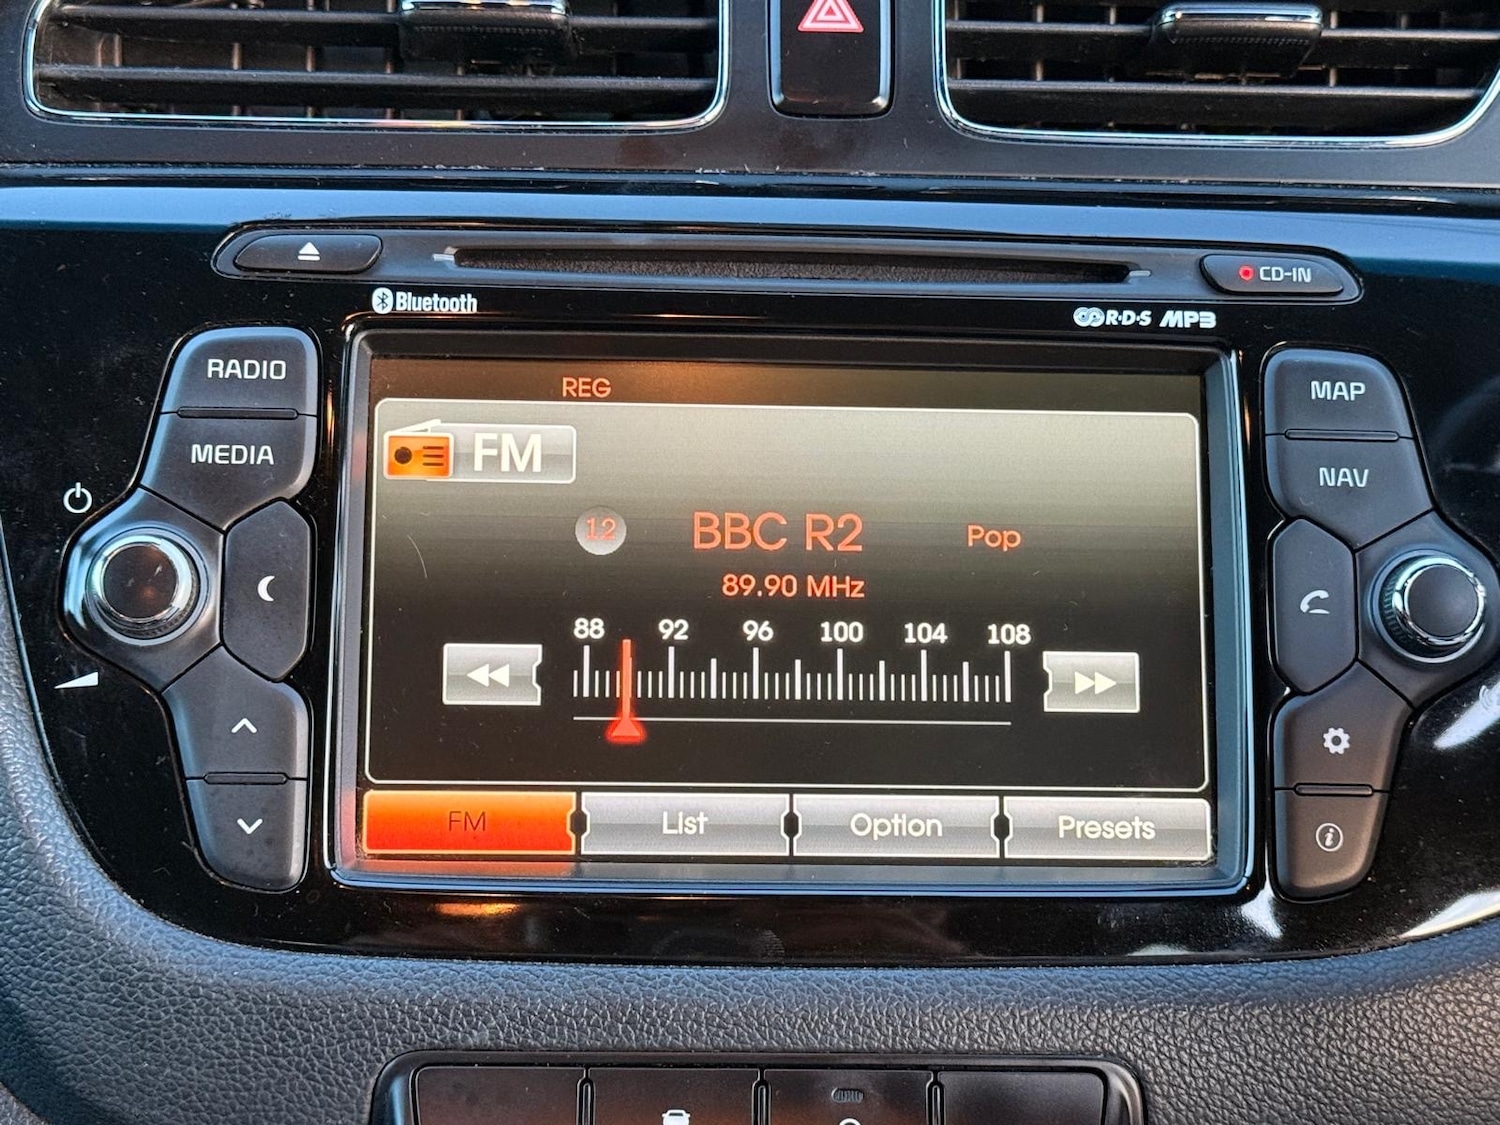 CD-IN
Bluetooth
R·D·S MP3
RADIO
MEDIA
REG
FM
12 BBC R2 Pop
89.90 MHz
88 92 96 100 104 108
FM List Option Presets
MAP
NAV